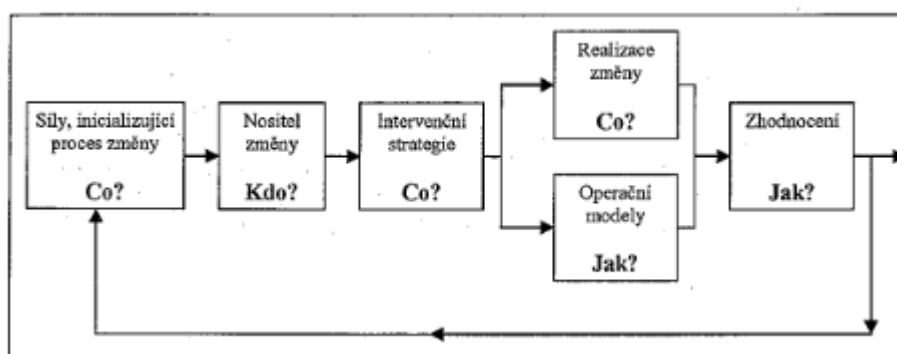 Síly, inicializující
proces změny
Co?
Nositel
změny
Kdo?
Intervenční
strategie
Co?
Realizace
změny
Co?
Operační
modely
Jak?
Zhodnocení
Jak?